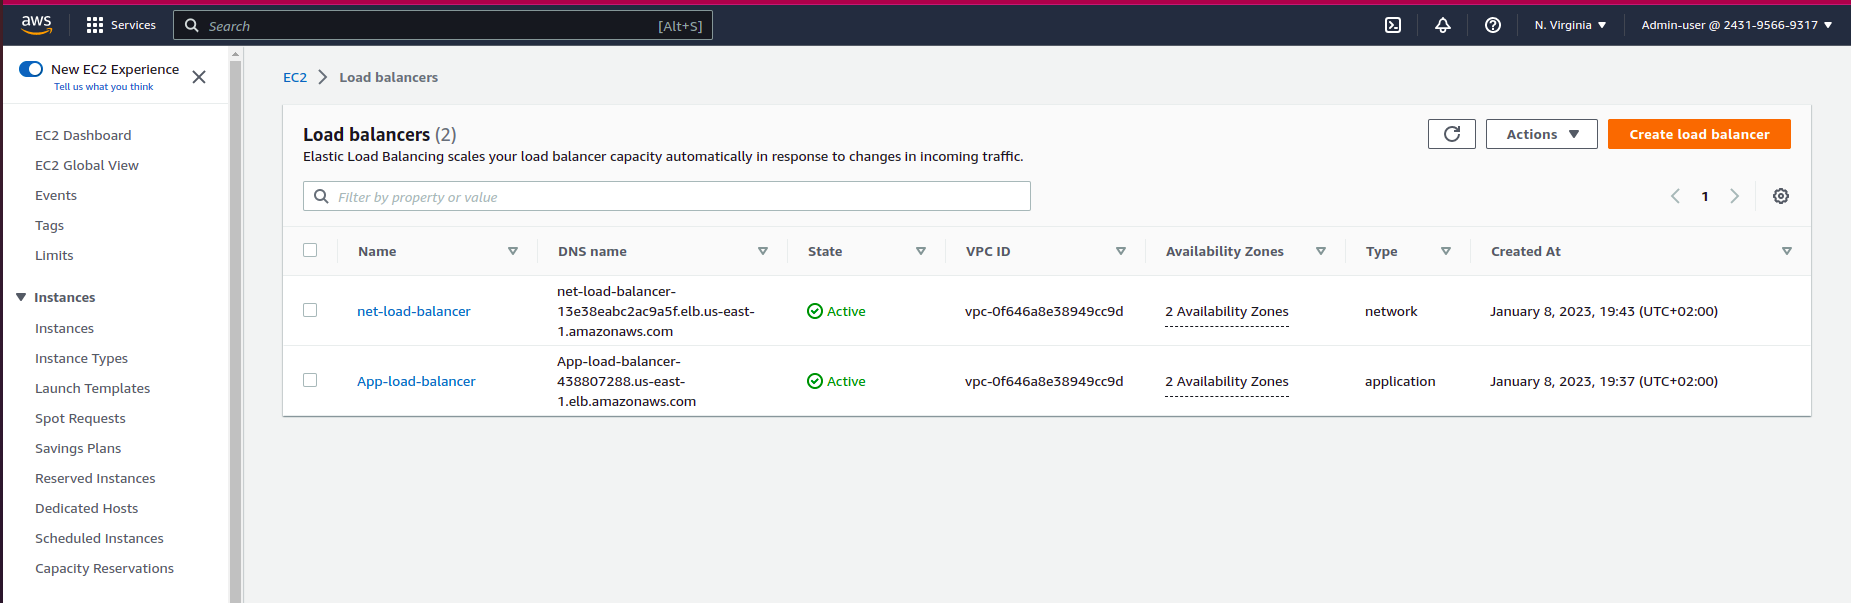 aws
Services
Search
[Alt+S]
N. Virginia
Admin-user @ 2431-9566-9317
New EC2 Experience
Tell us what you think
EC2 Dashboard
EC2 Global View
Events
Tags
Limits
Instances
Instances
Instance Types
Launch Templates
Spot Requests
Savings Plans
Reserved Instances
Dedicated Hosts
Scheduled Instances
Capacity Reservations
EC2 > Load balancers
Load balancers (2)
Elastic Load Balancing scales your load balancer capacity automatically in response to changes in incoming traffic.
Actions
Create load balancer
Filter by property or value
1
Name DNS name State VPC ID Availability Zones Type Created At
net-load-balancer
net-load-balancer-
13e38eabc2ac9a5f.elb.us-east-
1.amazonaws.com
Active
vpc-0f646a8e38949cc9d
2 Availability Zones
network
January 8, 2023, 19:43 (UTC+02:00)
App-load-balancer
App-load-balancer-
438807288.us-east-
1.elb.amazonaws.com
Active
vpc-0f646a8e38949cc9d
2 Availability Zones
application
January 8, 2023, 19:37 (UTC+02:00)